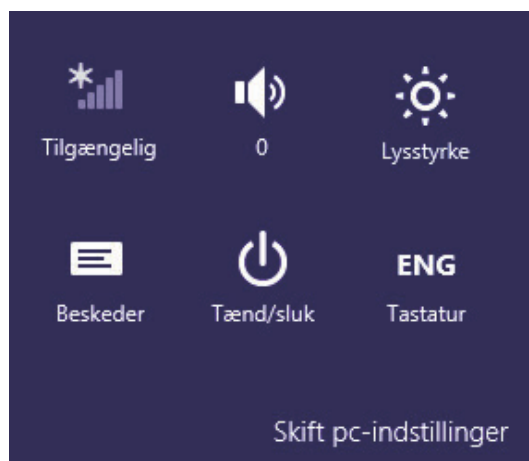 Tilgængelig
0
Lysstyrke
Beskeder
Tænd/sluk
ENG
Tastatur
Skift pc-indstillinger